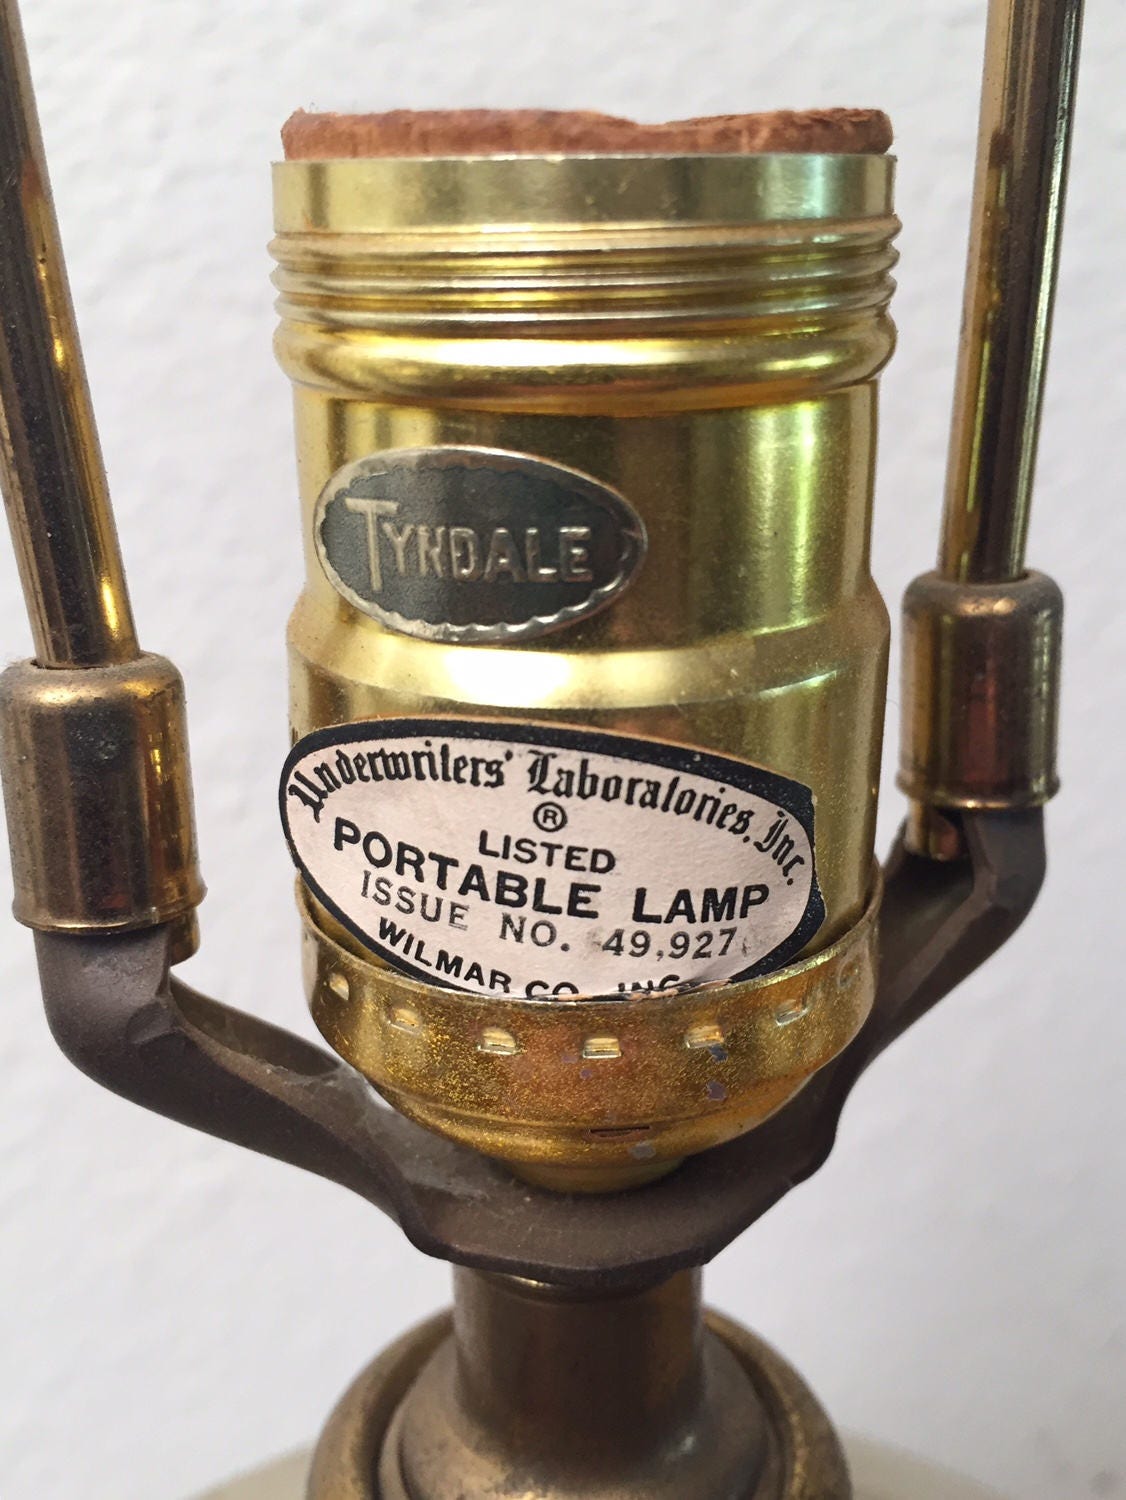 TYNDALE
Underwriters' Laboratories, Inc.
®
LISTED
PORTABLE LAMP
ISSUE NO. 49,927
WILMAR CO. INC.